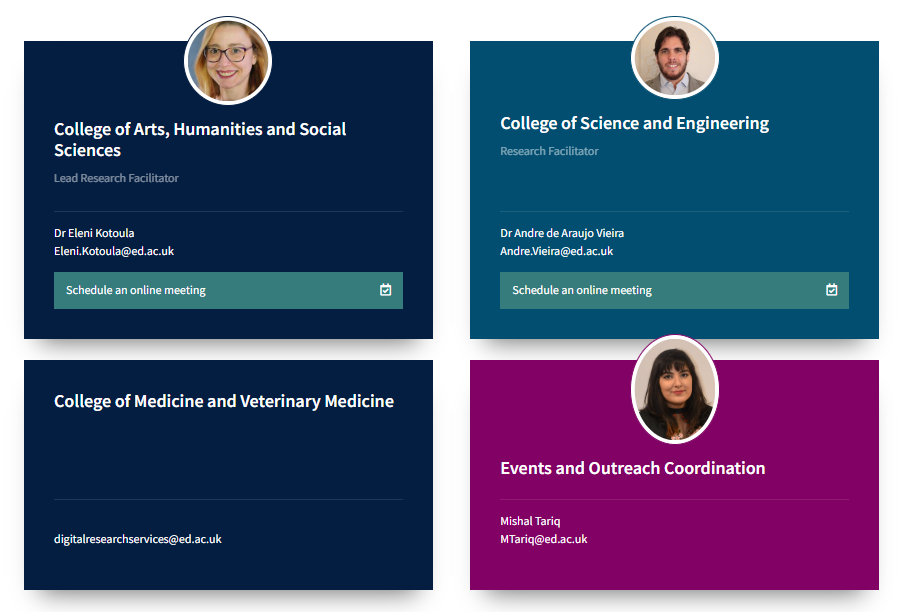 College of Arts, Humanities and Social
Sciences
Lead Research Facilitator
Dr Eleni Kotoula
Eleni.Kotoula@ed.ac.uk
Schedule an online meeting
College of Science and Engineering
Research Facilitator
Dr Andre de Araujo Vieira
Andre.Vieira@ed.ac.uk
Schedule an online meeting
College of Medicine and Veterinary Medicine
digitalresearchservices@ed.ac.uk
Events and Outreach Coordination
Mishal Tariq
MTariq@ed.ac.uk